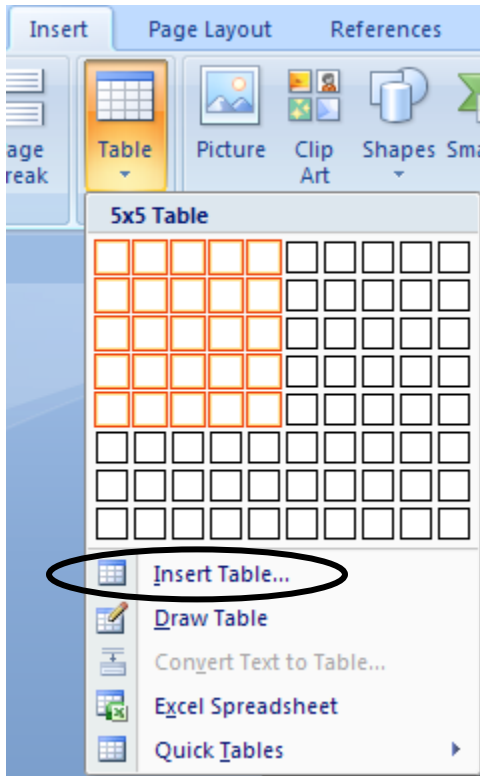 Insert Page Layout References
age reak Table Picture Clip Art Shapes Sma
5x5 Table
Insert Table...
Draw Table
Convert Text to Table...
Excel Spreadsheet
Quick Tables